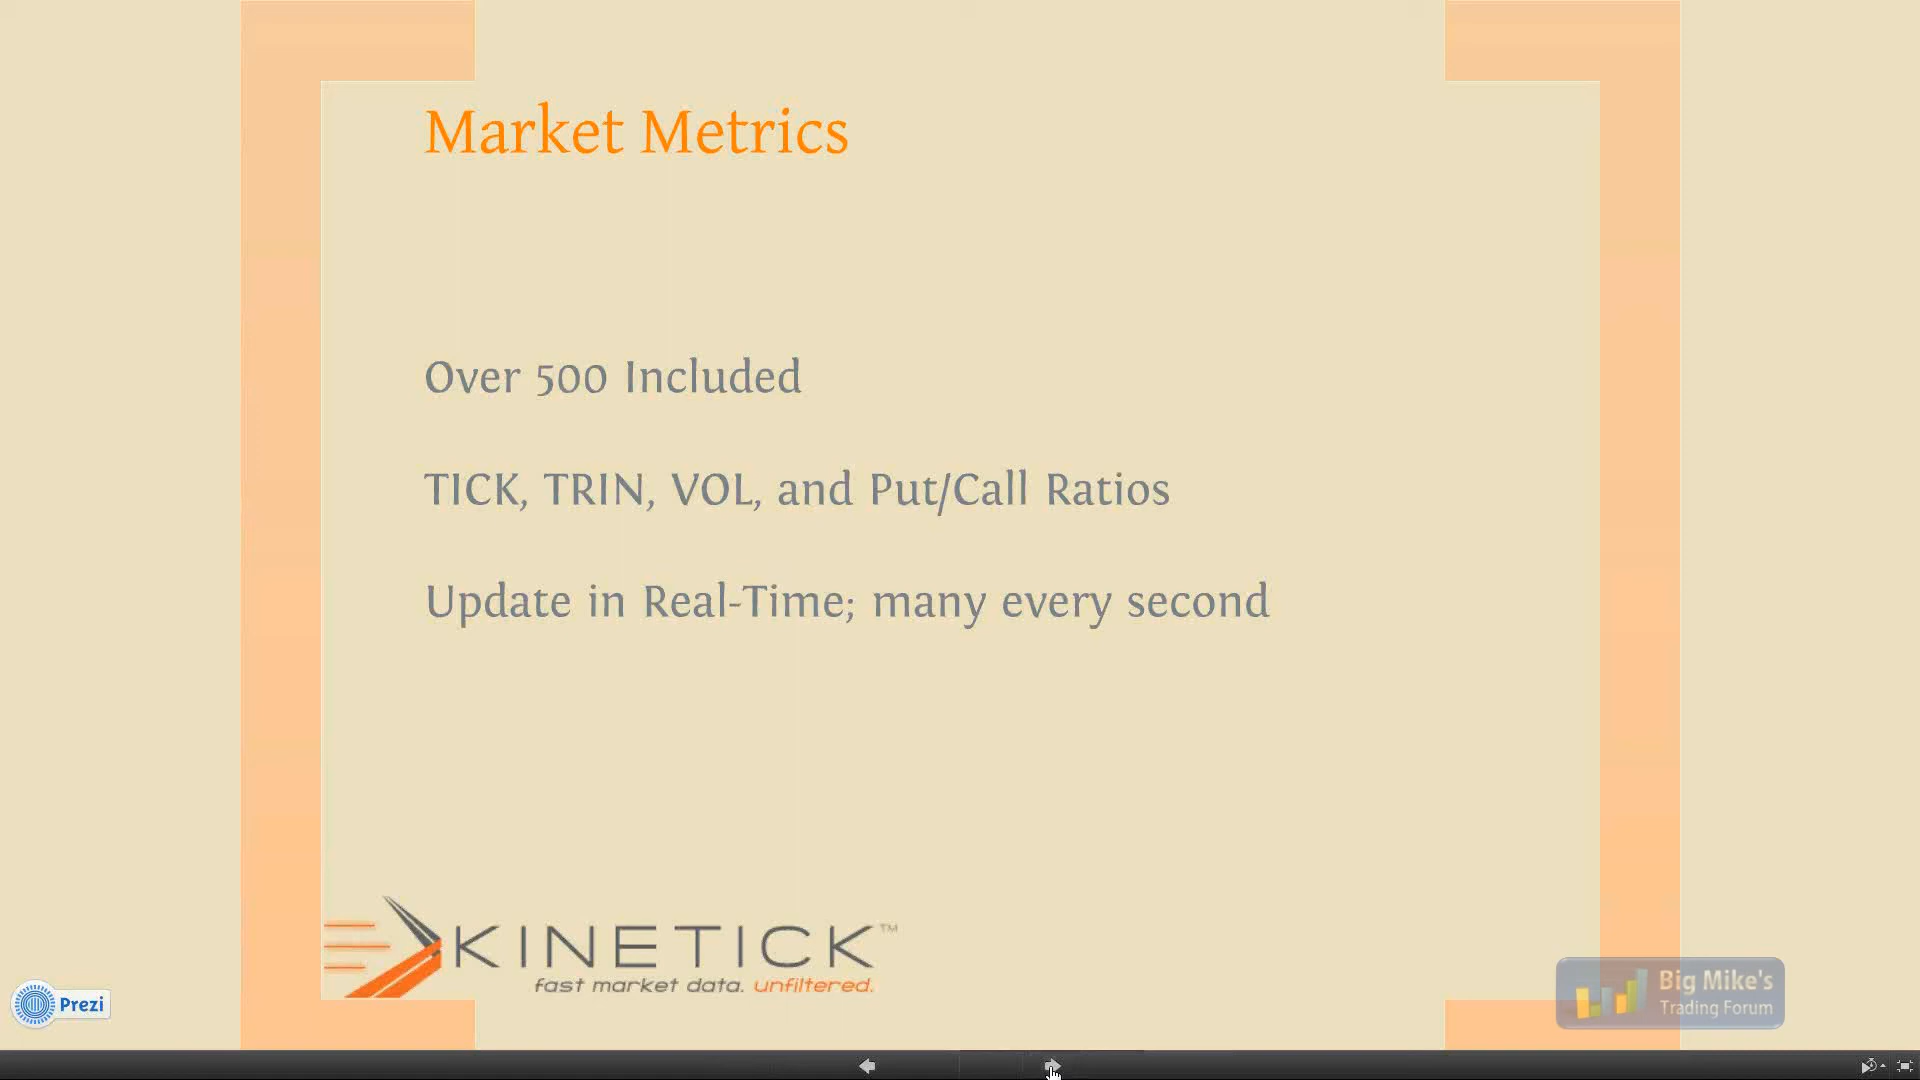 Market Metrics
Over 500 Included
TICK, TRIN, VOL, and Put/Call Ratios
Update in Real-Time; many every second
KINETICK™
fast market data. unfiltered.
Prezi
Big Mike's
Trading Forum